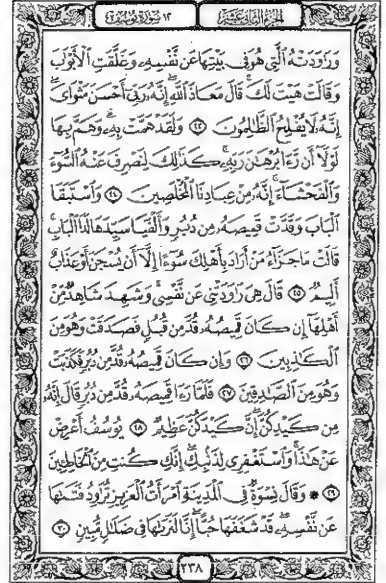 الجزء الثاني عشر ١٢ سورة يوسف
وَرَٰوَدَتْهُ ٱلَّتِى هُوَ فِى بَيْتِهَا عَن نَّفْسِهِۦ وَغَلَّقَتِ ٱلْأَبْوَٰبَ
وَقَالَتْ هَيْتَ لَكَ ۚ قَالَ مَعَاذَ ٱللَّهِ ۖ إِنَّهُۥ رَبِّىٓ أَحْسَنَ مَثْوَاىَ ۖ
إِنَّهُۥ لَا يُفْلِحُ ٱلظَّٰلِمُونَ ۝٢٣ وَلَقَدْ هَمَّتْ بِهِۦ ۖ وَهَمَّ بِهَا
لَوْلَآ أَن رَّءَا بُرْهَٰنَ رَبِّهِۦ ۚ كَذَٰلِكَ لِنَصْرِفَ عَنْهُ ٱلسُّوٓءَ
وَٱلْفَحْشَآءَ ۚ إِنَّهُۥ مِنْ عِبَادِنَا ٱلْمُخْلَصِينَ ۝٢٤ وَٱسْتَبَقَا
ٱلْبَابَ وَقَدَّتْ قَمِيصَهُۥ مِن دُبُرٍ وَأَلْفَيَا سَيِّدَهَا لَدَا ٱلْبَابِ ۚ
قَالَتْ مَا جَزَآءُ مَنْ أَرَادَ بِأَهْلِكَ سُوٓءًا إِلَّآ أَن يُسْجَنَ أَوْ عَذَابٌ
أَلِيمٌ ۝٢٥ قَالَ هِىَ رَٰوَدَتْنِى عَن نَّفْسِى ۚ وَشَهِدَ شَاهِدٌ مِّنْ
أَهْلِهَآ إِن كَانَ قَمِيصُهُۥ قُدَّ مِن قُبُلٍ فَصَدَقَتْ وَهُوَ مِنَ
ٱلْكَٰذِبِينَ ۝٢٦ وَإِن كَانَ قَمِيصُهُۥ قُدَّ مِن دُبُرٍ فَكَذَبَتْ
وَهُوَ مِنَ ٱلصَّٰدِقِينَ ۝٢٧ فَلَمَّا رَءَا قَمِيصَهُۥ قُدَّ مِن دُبُرٍ قَالَ إِنَّهُۥ
مِن كَيْدِكُنَّ ۖ إِنَّ كَيْدَكُنَّ عَظِيمٌ ۝٢٨ يُوسُفُ أَعْرِضْ
عَنْ هَٰذَا ۚ وَٱسْتَغْفِرِى لِذَنۢبِكِ ۖ إِنَّكِ كُنتِ مِنَ ٱلْخَاطِـِٔينَ
۝٢٩ ۞ وَقَالَ نِسْوَةٌ فِى ٱلْمَدِينَةِ ٱمْرَأَتُ ٱلْعَزِيزِ تُرَٰوِدُ فَتَىٰهَا
عَن نَّفْسِهِۦ ۖ قَدْ شَغَفَهَا حُبًّا ۖ إِنَّا لَنَرَىٰهَا فِى ضَلَٰلٍ مُّبِينٍ ۝٣٠
٢٣٨